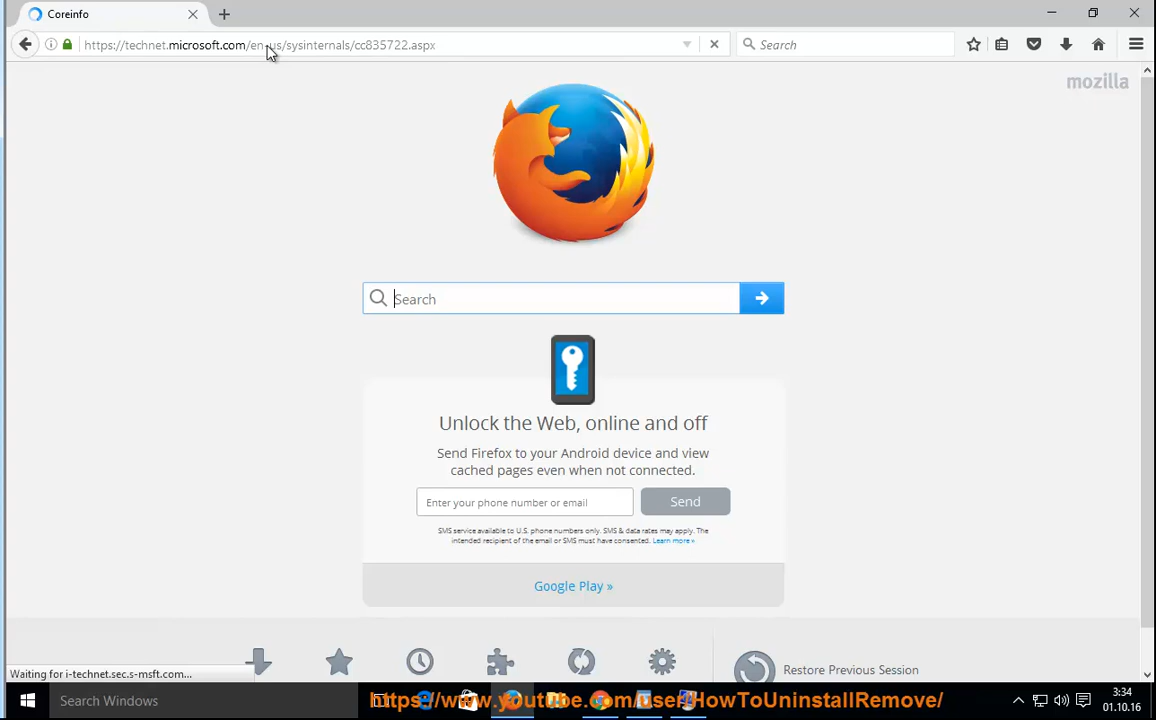 Coreinfo
https://technet.microsoft.com/en-us/sysinternals/cc835722.aspx
Search
mozilla
Search
Unlock the Web, online and off
Send Firefox to your Android device and view
cached pages even when not connected.
Enter your phone number or email
Send
SMS service available to U.S. phone numbers only. SMS & data rates may apply. The
intended recipient of the email or SMS must have consented. Learn more »
Google Play »
Restore Previous Session
Waiting for i-technet.sec.s-msft.com...
Search Windows
https://www.youtube.com/user/HowToUninstallRemove/
3:34
01.10.16